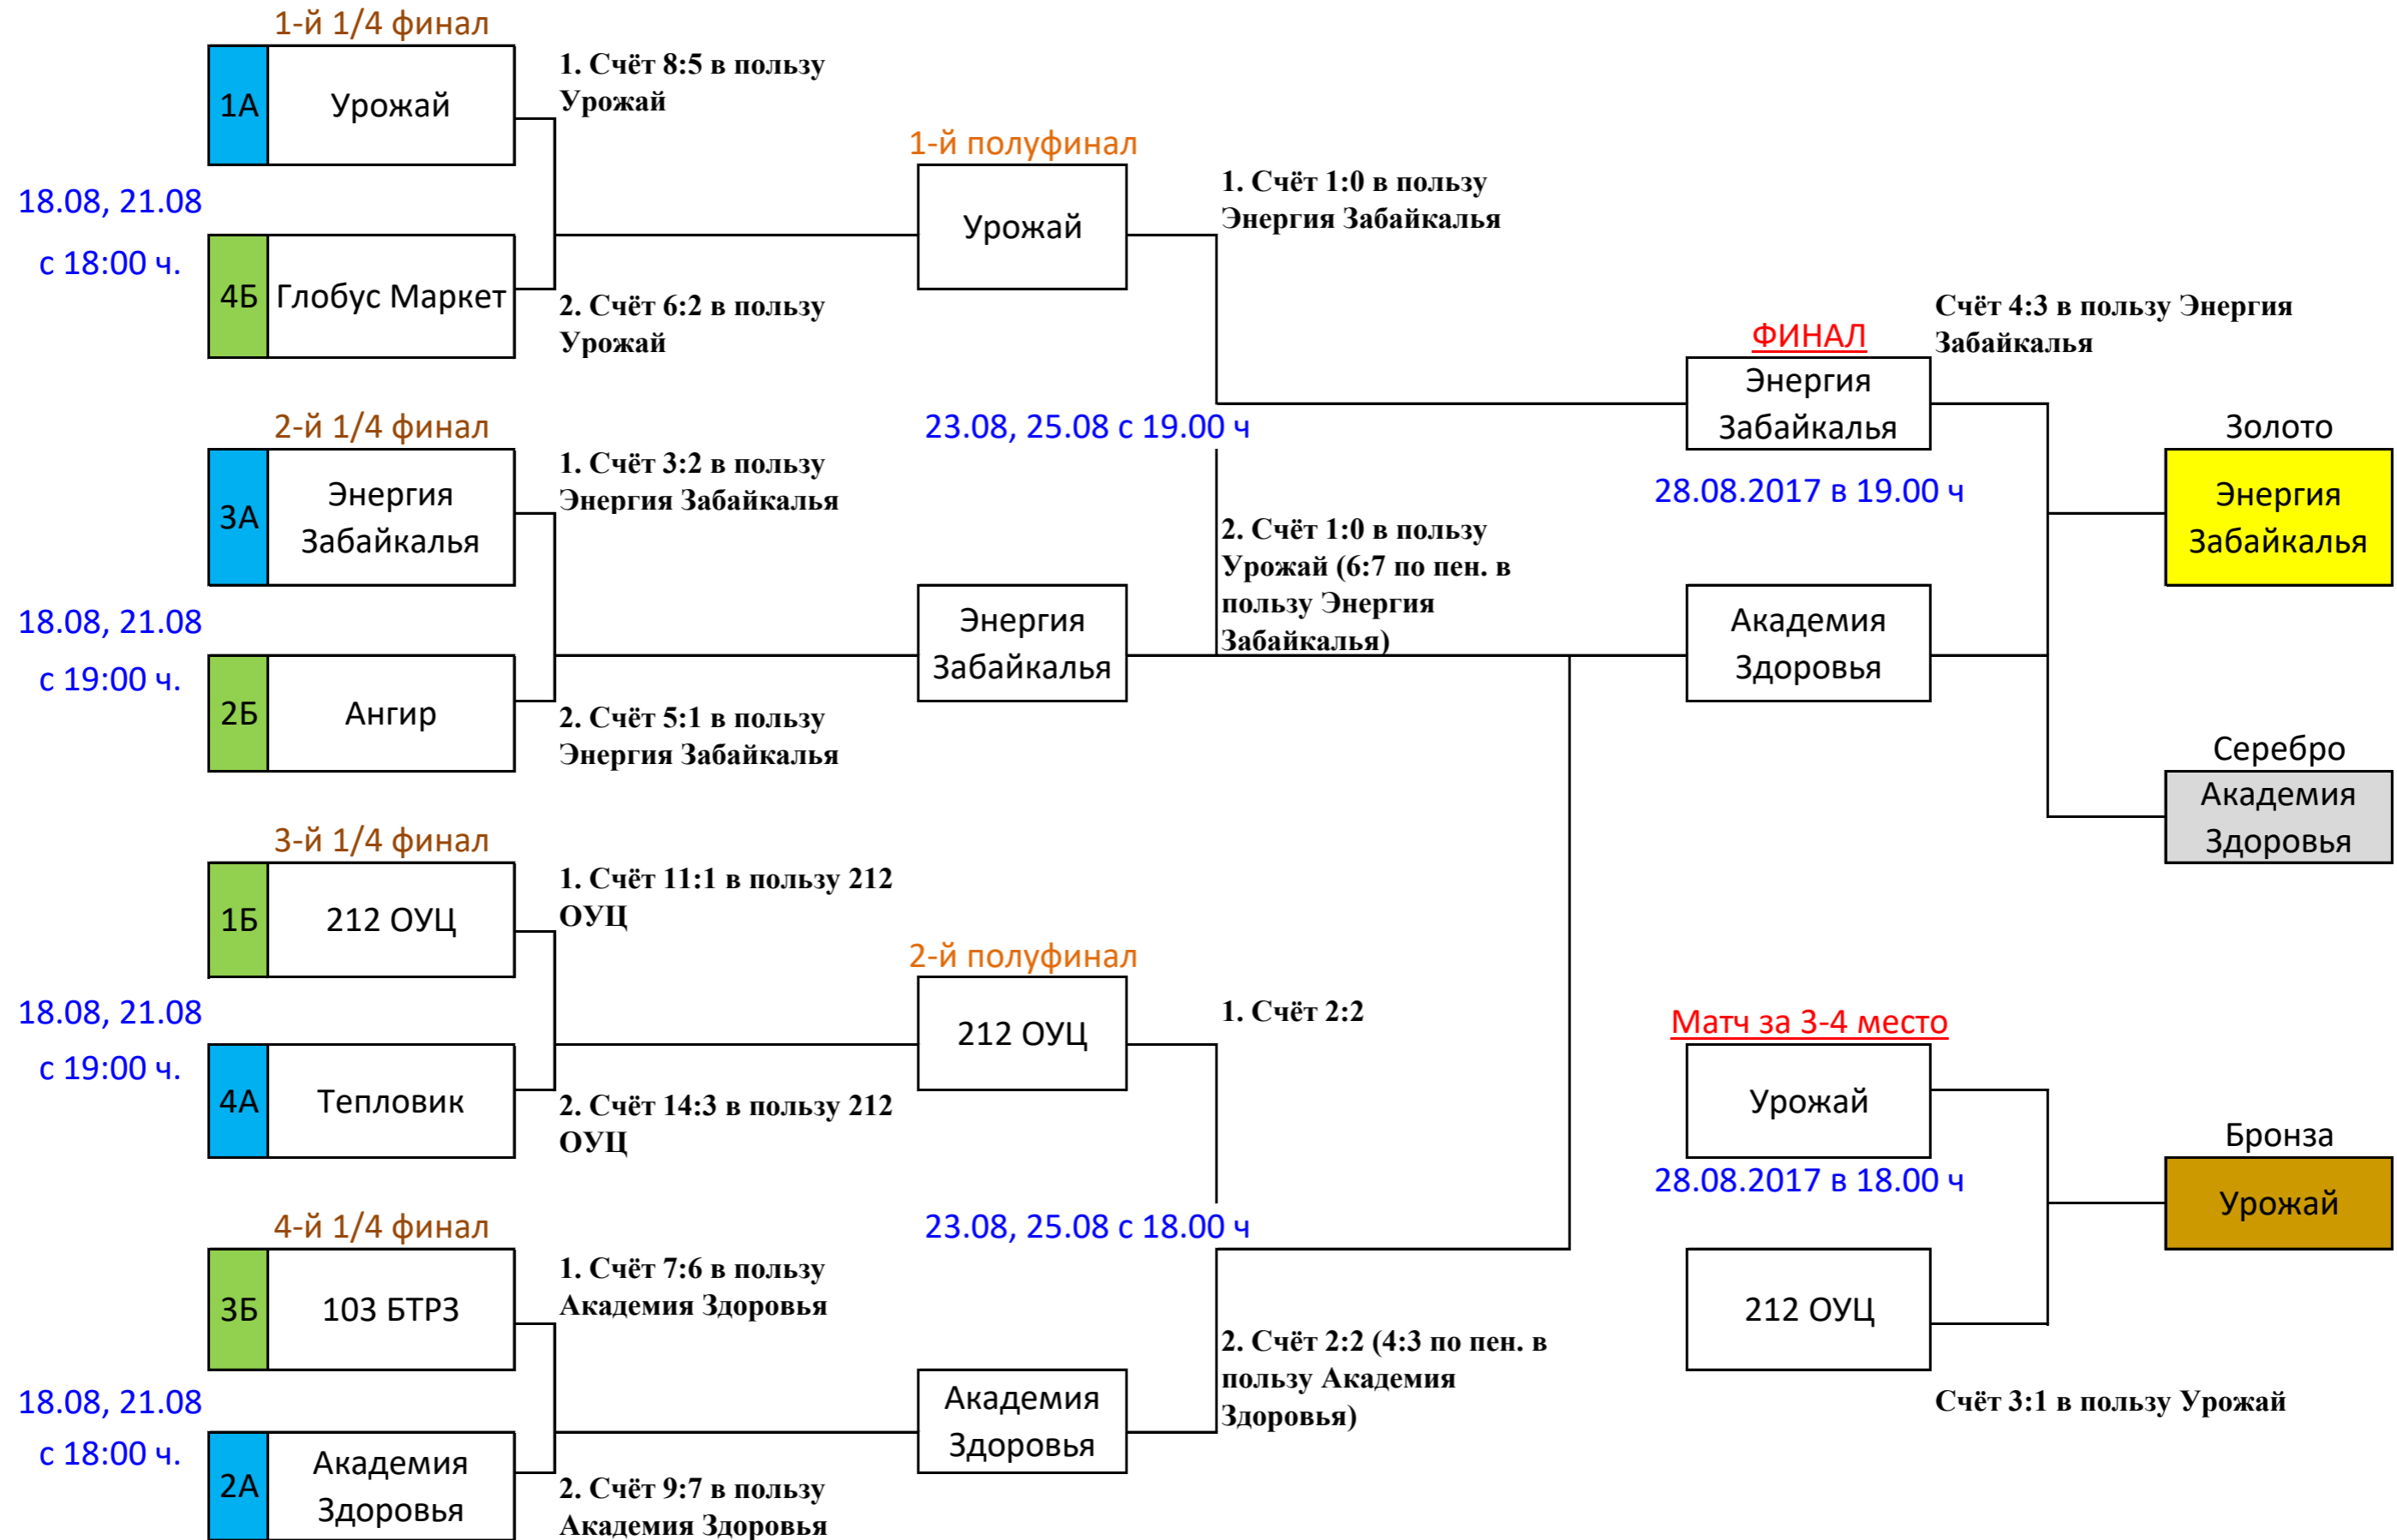 1-й 1/4 финал
1А
Урожай
1. Счёт 8:5 в пользу
Урожай
18.08, 21.08
с 18:00 ч.
4Б
Глобус Маркет
2. Счёт 6:2 в пользу
Урожай
2-й 1/4 финал
3А
Энергия
Забайкалья
1. Счёт 3:2 в пользу
Энергия Забайкалья
18.08, 21.08
с 19:00 ч.
2Б
Ангир
2. Счёт 5:1 в пользу
Энергия Забайкалья
3-й 1/4 финал
1Б
212 ОУЦ
1. Счёт 11:1 в пользу 212
ОУЦ
18.08, 21.08
с 19:00 ч.
4А
Тепловик
2. Счёт 14:3 в пользу 212
ОУЦ
4-й 1/4 финал
3Б
103 БТРЗ
1. Счёт 7:6 в пользу
Академия Здоровья
18.08, 21.08
с 18:00 ч.
2А
Академия
Здоровья
2. Счёт 9:7 в пользу
Академия Здоровья
1-й полуфинал
Урожай
1. Счёт 1:0 в пользу
Энергия Забайкалья
23.08, 25.08 с 19.00 ч
2. Счёт 1:0 в пользу
Урожай (6:7 по пен. в
пользу Энергия
Забайкалья)
Энергия
Забайкалья
2-й полуфинал
212 ОУЦ
1. Счёт 2:2
23.08, 25.08 с 18.00 ч
Академия
Здоровья
2. Счёт 2:2 (4:3 по пен. в
пользу Академия
Здоровья)
ФИНАЛ
Энергия
Забайкалья
Счёт 4:3 в пользу Энергия
Забайкалья
28.08.2017 в 19.00 ч
Академия
Здоровья
Золото
Энергия
Забайкалья
Серебро
Академия
Здоровья
Матч за 3-4 место
Урожай
28.08.2017 в 18.00 ч
212 ОУЦ
Счёт 3:1 в пользу Урожай
Бронза
Урожай